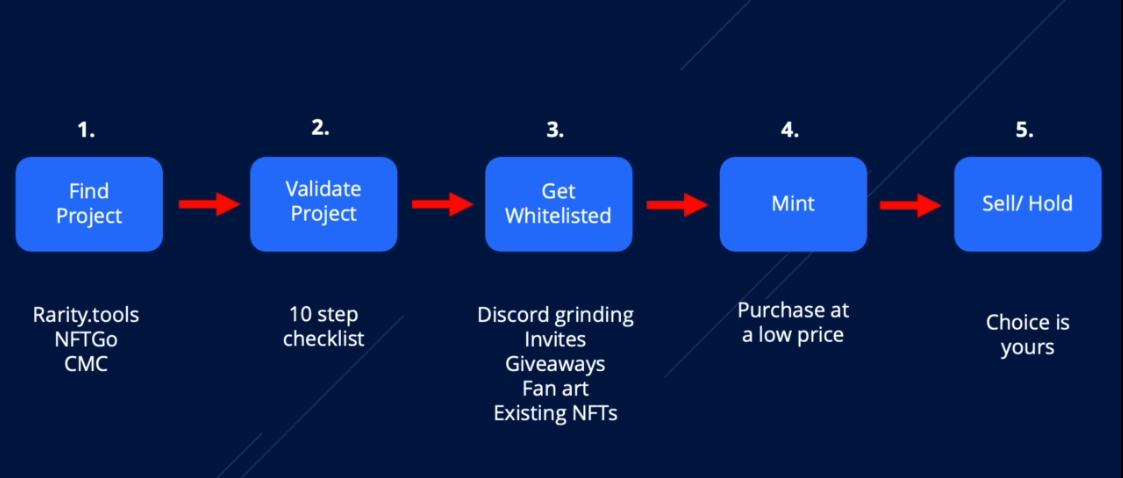 1.
Find
Project
Rarity.tools
NFTGo
CMC
2.
Validate
Project
10 step
checklist
3.
Get
Whitelisted
Discord grinding
Invites
Giveaways
Fan art
Existing NFTs
4.
Mint
Purchase at
a low price
5.
Sell/ Hold
Choice is
yours